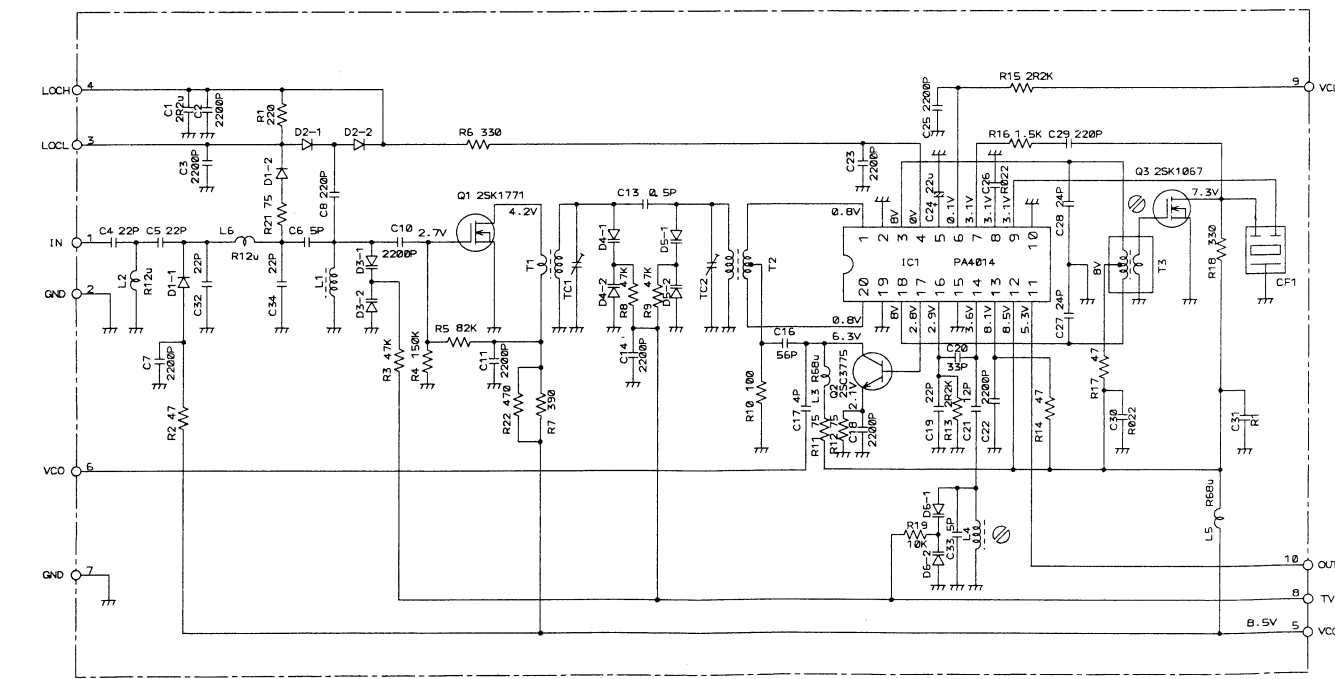 LOCH 4
C1 2R2u
C2 2200P
R1 220
LOCL 3
C3 2200P
D2-1 D2-2
D1-2
R21 75
C8 220P
R6 330
IN 1
C4 22P C5 22P
L6
R12u
C6 5P
GND 2
L2 R12u
D1-1
22P C32
22P C34
L1
D3-1
D3-2
C10
2200P
2.7V
Q1 2SK1771
4.2V
T1
TC1
C13 0.5P
D4-1
D4-2
D5-1
D5-2
R8 47K
R9 47K
C14 2200P
TC2
T2
C7 2200P
R2 47
R3 47K
R4 150K
R5 82K
C11 2200P
R22 470
R7 390
VCO 6
GND 7
R15 2R2K
9 VCL
C25 2200P
R16 1.5K C29 220P
C23 2200P
C24 22u
C26 R022
Q3 2SK1067
7.3V
0.8V 8V 0V 0.1V 3.1V 3.1V 3.1V
1 2 3 4 5 6 7 8 9 10
IC1 PA4014
20 19 18 17 16 15 14 13 12 11
0.8V 8V 2.8V 2.9V 3.6V 8.1V 8.5V 5.3V
C28 24P
C27 24P
8V
T3
R18 330
CF1
6.3V
C16
56P
R10 100
C17 4P
L3 R68u
Q2 2SC3775
2.1V
R11 75
R12 75
C18 2200P
C20
33P
C19 22P
R13 2R2K
C21 12P
C22 2200P
R14 47
R17 47
C30 R022
C31 R1
R68u
L5
R19
10K
D6-1
D6-2
C33 5P
L4
10 OUT
8 TV
8.5V 5 VCC